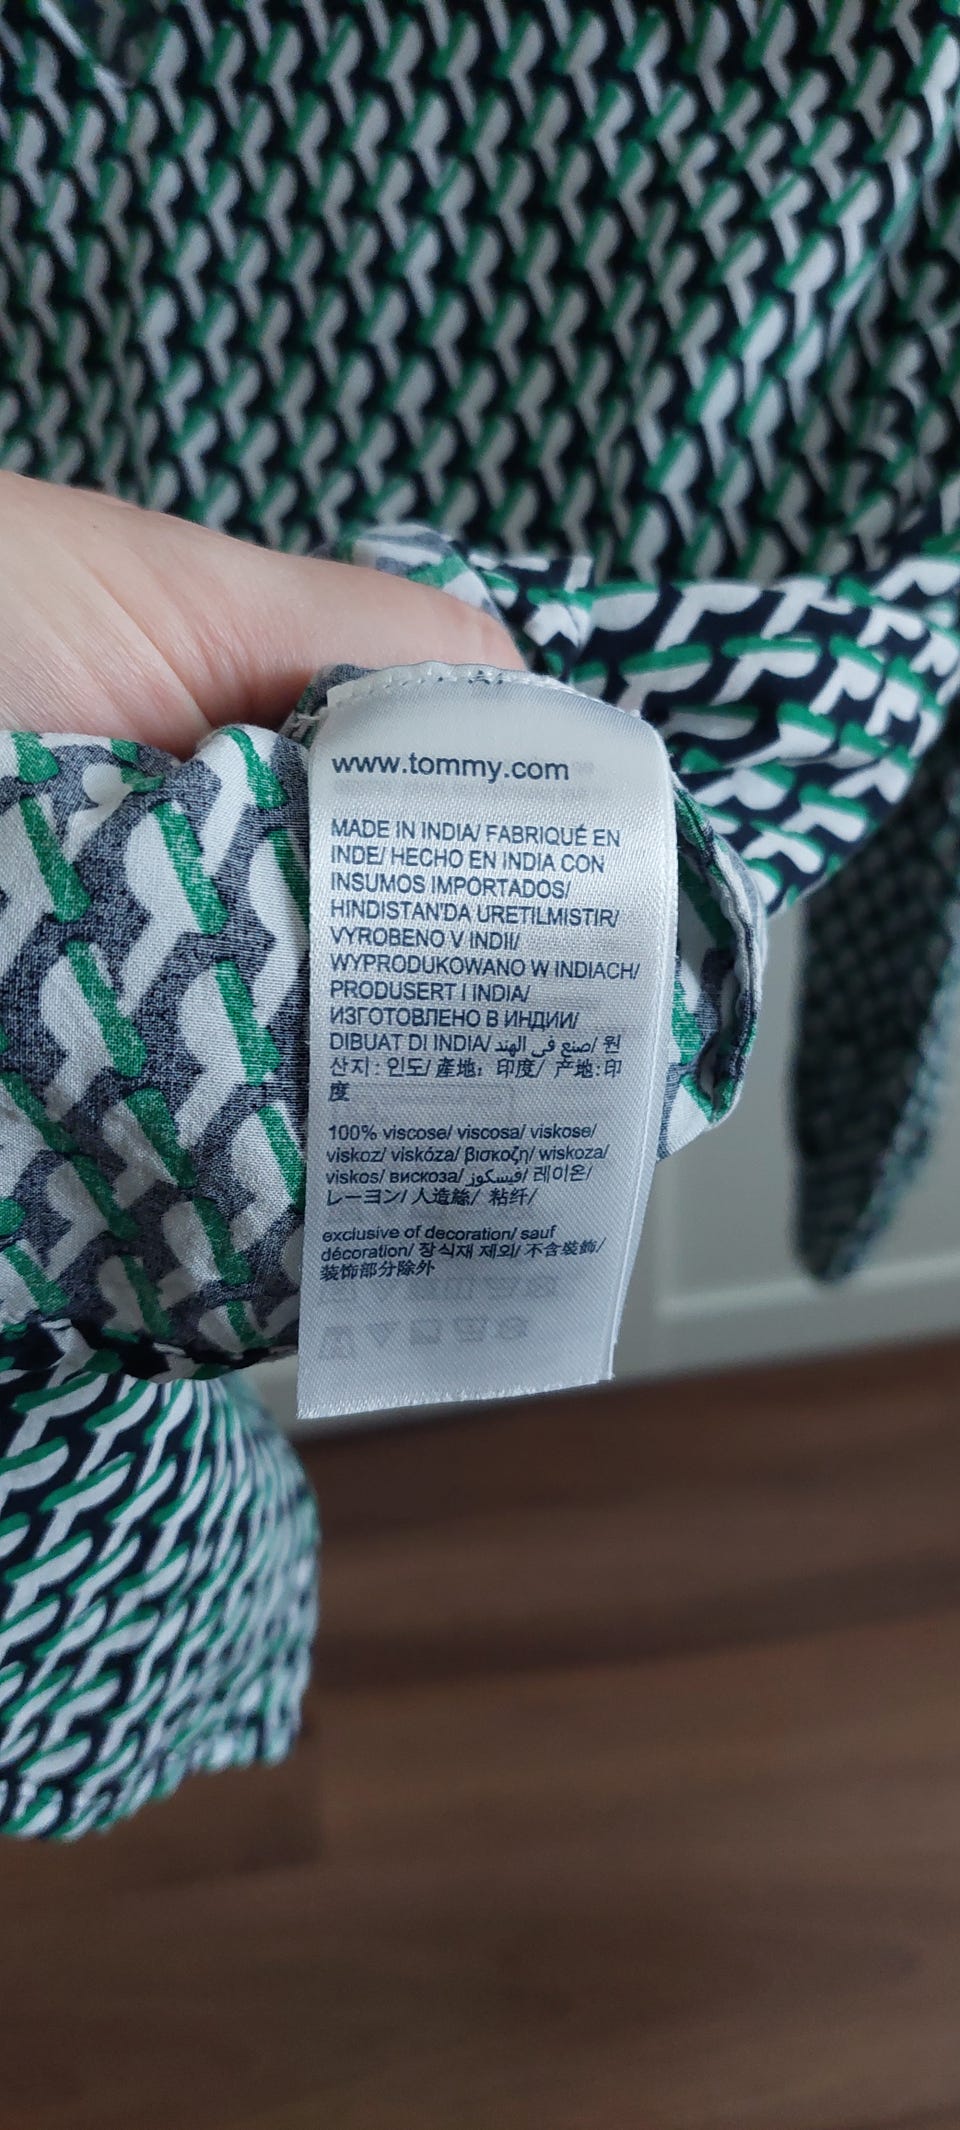 www.tommy.com
MADE IN INDIA/ FABRIQUÉ EN
INDE/ HECHO EN INDIA CON
INSUMOS IMPORTADOS/
HINDISTAN'DA URETILMISTIR/
VYROBENO V INDII/
WYPRODUKOWANO W INDIACH/
PRODUSERT I INDIA/
ИЗГОТОВЛЕНО В ИНДИИ/
DIBUAT DI INDIA/ صنع في الهند/ 원
산지: 인도/ 產地: 印度/ 产地:印
度
100% viscose/ viscosa/ viskose/
viskoz/ viskóza/ βισκοζη/ wiskoza/
viskos/ вискоза/ فيسكوز/ 레이온/
レーヨン/ 人造絲/ 粘纤/
exclusive of decoration/ sauf
décoration/ 장식재 제외/ 不含裝飾/
装饰部分除外